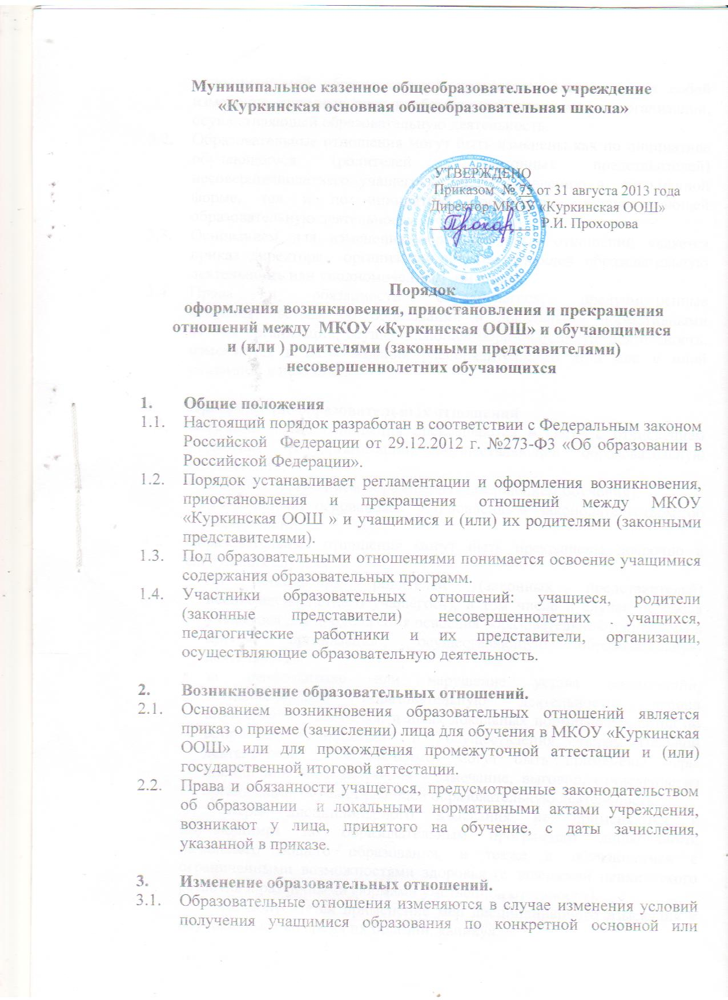 Муниципальное казенное общеобразовательное учреждение
«Куркинская основная общеобразовательная школа»
УТВЕРЖДЕНО
Приказом № 75 от 31 августа 2013 года
Директор МКОУ «Куркинская ООШ»
Прохор Р.И. Прохорова
Порядок
оформления возникновения, приостановления и прекращения
отношений между МКОУ «Куркинская ООШ» и обучающимися
и (или ) родителями (законными представителями)
несовершеннолетних обучающихся
1. Общие положения
1.1. Настоящий порядок разработан в соответствии с Федеральным законом
Российской Федерации от 29.12.2012 г. №273-ФЗ «Об образовании в
Российской Федерации».
1.2. Порядок устанавливает регламентации и оформления возникновения,
приостановления и прекращения отношений между МКОУ
«Куркинская ООШ » и учащимися и (или) их родителями (законными
представителями).
1.3. Под образовательными отношениями понимается освоение учащимися
содержания образовательных программ.
1.4. Участники образовательных отношений: учащиеся, родители
(законные представители) несовершеннолетних учащихся,
педагогические работники и их представители, организации,
осуществляющие образовательную деятельность.
2. Возникновение образовательных отношений.
2.1. Основанием возникновения образовательных отношений является
приказ о приеме (зачислении) лица для обучения в МКОУ «Куркинская
ООШ» или для прохождения промежуточной аттестации и (или)
государственной итоговой аттестации.
2.2. Права и обязанности учащегося, предусмотренные законодательством
об образовании и локальными нормативными актами учреждения,
возникают у лица, принятого на обучение, с даты зачисления,
указанной в приказе.
3. Изменение образовательных отношений.
3.1. Образовательные отношения изменяются в случае изменения условий
получения учащимися образования по конкретной основной или